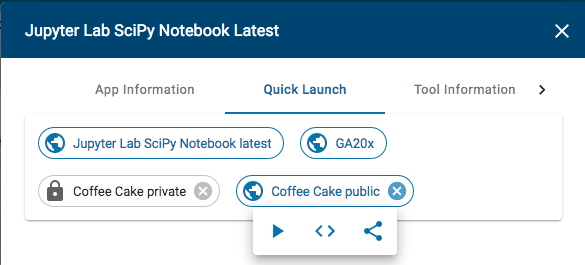 Jupyter Lab SciPy Notebook Latest
App Information Quick Launch Tool Information
Jupyter Lab SciPy Notebook latest GA20x
Coffee Cake private Coffee Cake public